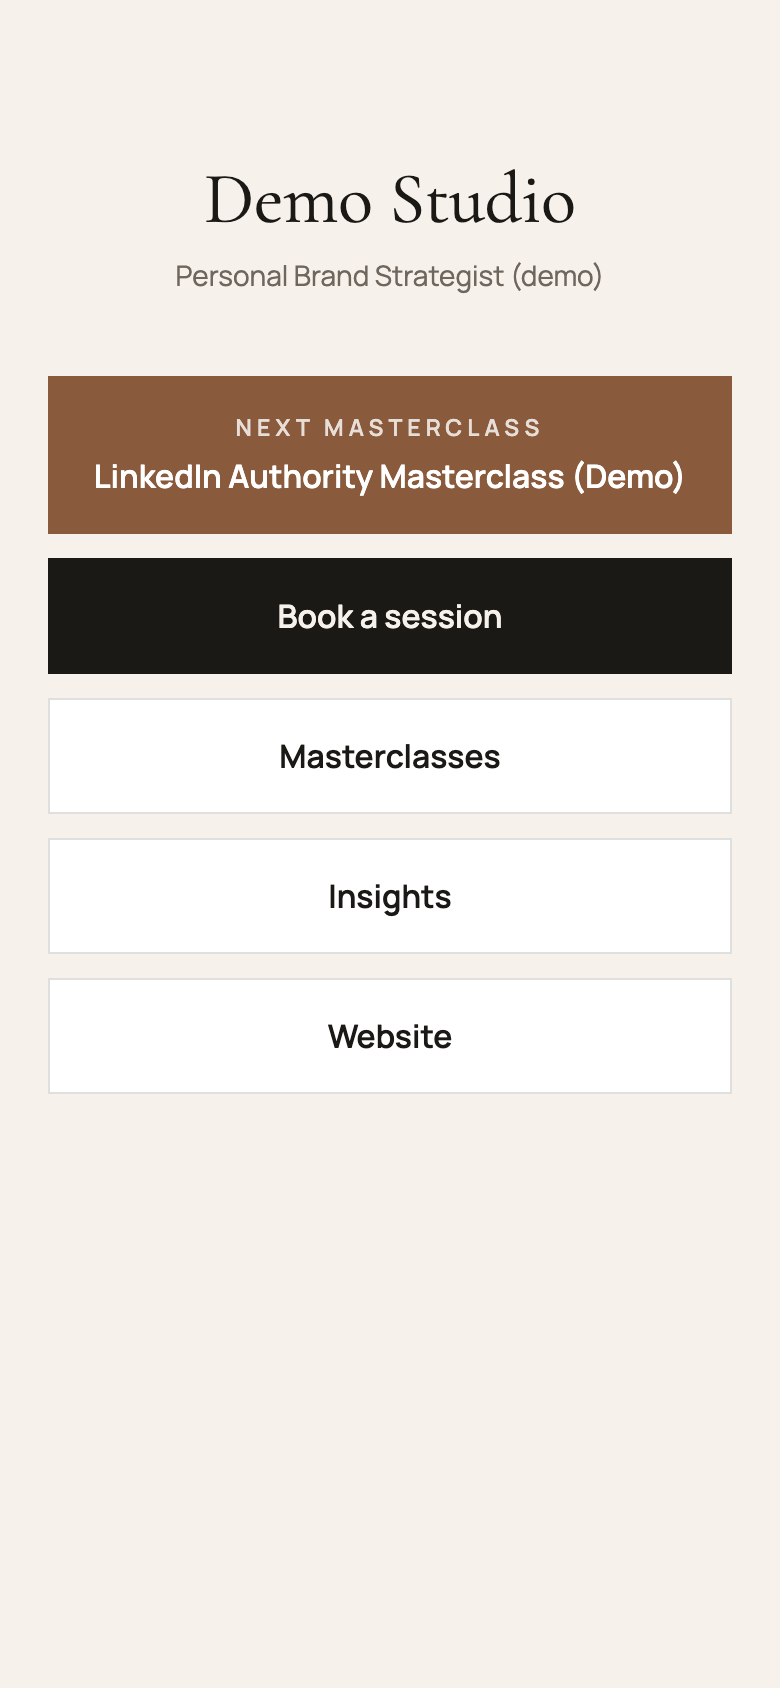 Demo Studio
Personal Brand Strategist (demo)
NEXT MASTERCLASS
LinkedIn Authority Masterclass (Demo)
Book a session
Masterclasses
Insights
Website